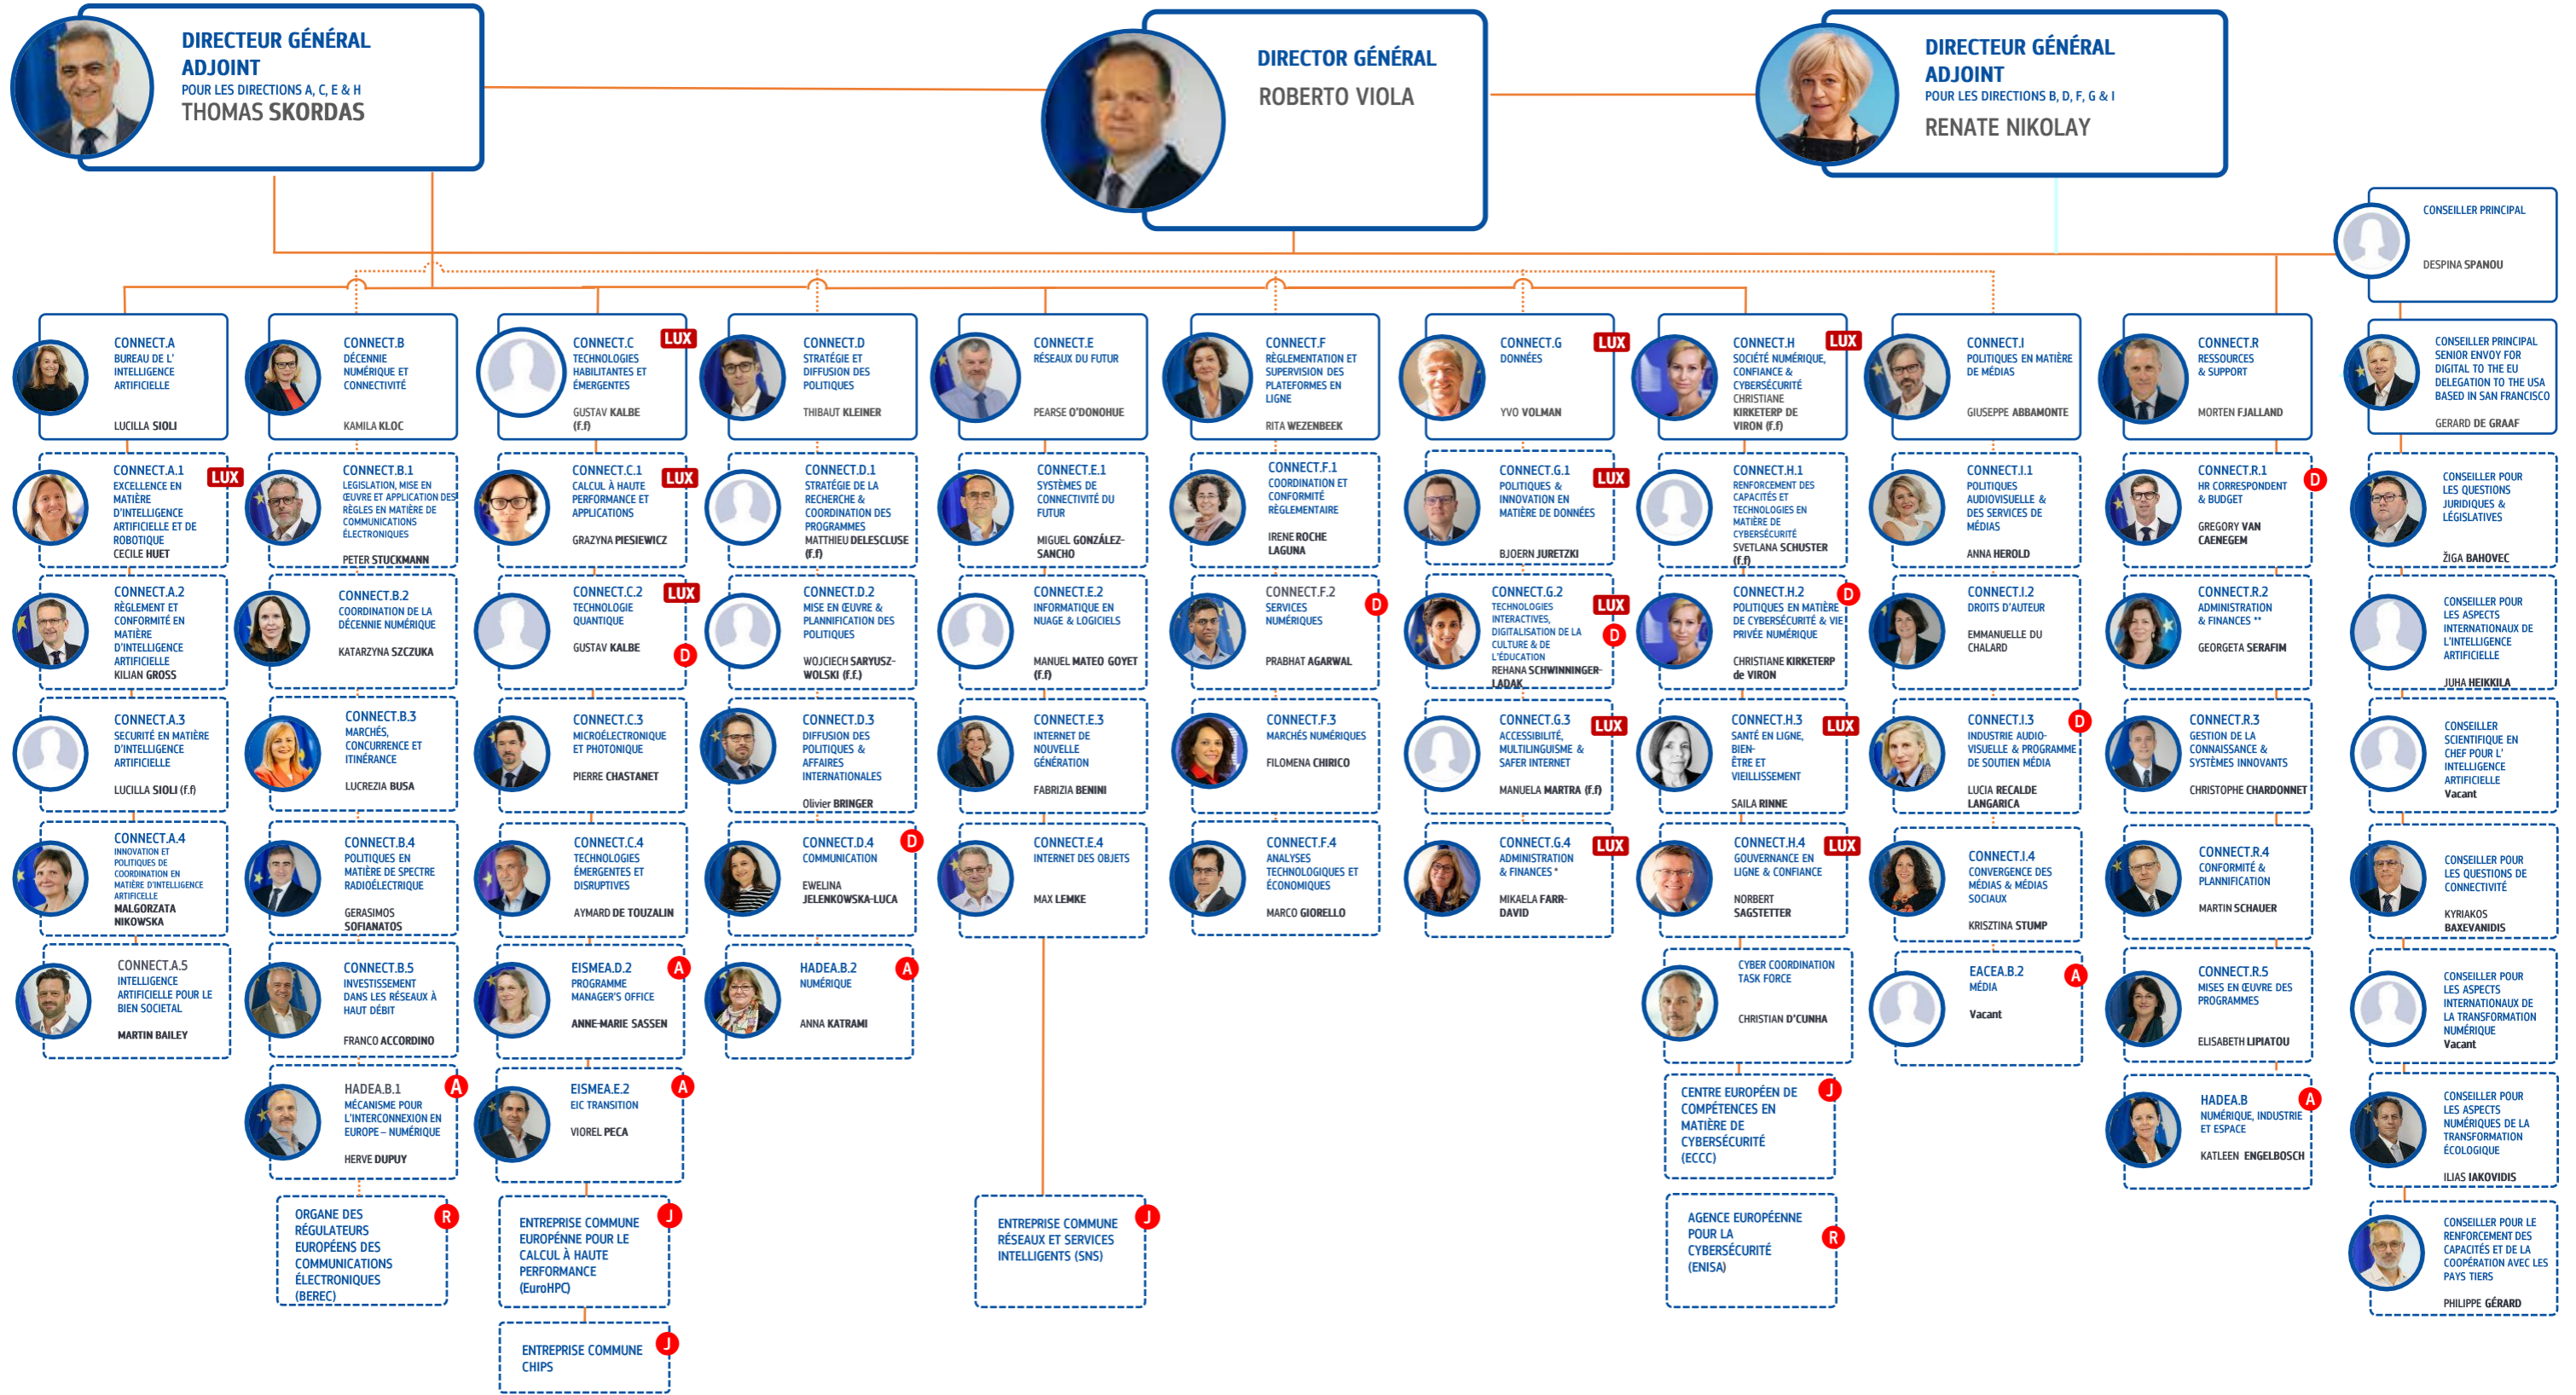 DIRECTEUR GÉNÉRAL
ADJOINT
POUR LES DIRECTIONS A, C, E & H
THOMAS SKORDAS
DIRECTOR GÉNÉRAL
ROBERTO VIOLA
DIRECTEUR GÉNÉRAL
ADJOINT
POUR LES DIRECTIONS B, D, F, G & I
RENATE NIKOLAY
CONSEILLER PRINCIPAL
DESPINA SPANOU
CONNECT.A
BUREAU DE L'
INTELLIGENCE
ARTIFICIELLE
LUCILLA SIOLI
CONNECT.A.1
LUX
EXCELLENCE EN
MATIÈRE
D'INTELLIGENCE
ARTIFICIELLE ET DE
ROBOTIQUE
CECILE HUET
CONNECT.A.2
RÈGLEMENT ET
CONFORMITÉ EN
MATIÈRE
D'INTELLIGENCE
ARTIFICIELLE
KILIAN GROSS
CONNECT.A.3
SECURITÉ EN MATIÈRE
D'INTELLIGENCE
ARTIFICIELLE
LUCILLA SIOLI (f.f)
CONNECT.A.4
INNOVATION ET
POLITIQUES DE
COORDINATION EN
MATIÈRE D'INTELLIGENCE
ARTIFICELLE
MALGORZATA
NIKOWSKA
CONNECT.A.5
INTELLIGENCE
ARTIFICIELLE POUR LE
BIEN SOCIETAL
MARTIN BAILEY
CONNECT.B
DÉCENNIE
NUMÉRIQUE ET
CONNECTIVITÉ
KAMILA KLOC
CONNECT.B.1
LEGISLATION, MISE EN
ŒUVRE ET APPLICATION DES
RÈGLES EN MATIÈRE DE
COMMUNICATIONS
ÉLECTRONIQUES
PETER STUCKMANN
CONNECT.B.2
COORDINATION DE LA
DÉCENNIE NUMÉRIQUE
KATARZYNA SZCZUKA
CONNECT.B.3
MARCHÉS,
CONCURRENCE ET
ITINÉRANCE
LUCREZIA BUSA
CONNECT.B.4
POLITIQUES EN
MATIÈRE DE SPECTRE
RADIOÉLECTRIQUE
GERASIMOS
SOFIANATOS
CONNECT.B.5
INVESTISSEMENT
DANS LES RÉSEAUX À
HAUT DÉBIT
FRANCO ACCORDINO
HADEA.B.1
A
MÉCANISME POUR
L'INTERCONNEXION EN
EUROPE – NUMÉRIQUE
HERVE DUPUY
ORGANE DES
RÉGULATEURS
EUROPÉENS DES
COMMUNICATIONS
ÉLECTRONIQUES
(BEREC)
R
CONNECT.C
LUX
TECHNOLOGIES
HABILITANTES ET
ÉMERGENTES
GUSTAV KALBE
(f.f)
CONNECT.C.1
LUX
CALCUL À HAUTE
PERFORMANCE ET
APPLICATIONS
GRAZYNA PIESIEWICZ
CONNECT.C.2
LUX
TECHNOLOGIE
QUANTIQUE
GUSTAV KALBE
D
CONNECT.C.3
MICROÉLECTRONIQUE
ET PHOTONIQUE
PIERRE CHASTANET
CONNECT.C.4
TECHNOLOGIES
ÉMERGENTES ET
DISRUPTIVES
AYMARD DE TOUZALIN
EISMEA.D.2
A
PROGRAMME
MANAGER'S OFFICE
ANNE-MARIE SASSEN
EISMEA.E.2
A
EIC TRANSITION
VIOREL PECA
ENTREPRISE COMMUNE
EUROPÉNNE POUR LE
CALCUL À HAUTE
PERFORMANCE
(EuroHPC)
J
ENTREPRISE COMMUNE
CHIPS
J
CONNECT.D
STRATÉGIE ET
DIFFUSION DES
POLITIQUES
THIBAUT KLEINER
CONNECT.D.1
STRATÉGIE DE LA
RECHERCHE &
COORDINATION DES
PROGRAMMES
MATTHIEU DELESCLUSE
(f.f)
CONNECT.D.2
MISE EN ŒUVRE &
PLANNIFICATION DES
POLITIQUES
WOJCIECH SARYUSZ-
WOLSKI (f.f.)
CONNECT.D.3
DIFFUSION DES
POLITIQUES &
AFFAIRES
INTERNATIONALES
Olivier BRINGER
CONNECT.D.4
D
COMMUNICATION
EWELINA
JELENKOWSKA-LUCA
HADEA.B.2
A
NUMÉRIQUE
ANNA KATRAMI
CONNECT.E
RÉSEAUX DU FUTUR
PEARSE O'DONOHUE
CONNECT.E.1
SYSTÈMES DE
CONNECTIVITÉ DU
FUTUR
MIGUEL GONZÁLEZ-
SANCHO
CONNECT.E.2
INFORMATIQUE EN
NUAGE & LOGICIELS
MANUEL MATEO GOYET
(f.f)
CONNECT.E.3
INTERNET DE
NOUVELLE
GÉNÉRATION
FABRIZIA BENINI
CONNECT.E.4
INTERNET DES OBJETS
MAX LEMKE
ENTREPRISE COMMUNE
RÉSEAUX ET SERVICES
INTELLIGENTS (SNS)
J
CONNECT.F
RÈGLEMENTATION ET
SUPERVISION DES
PLATEFORMES EN
LIGNE
RITA WEZENBEEK
CONNECT.F.1
COORDINATION ET
CONFORMITÉ
RÈGLEMENTAIRE
IRENE ROCHE
LAGUNA
CONNECT.F.2
D
SERVICES
NUMÉRIQUES
PRABHAT AGARWAL
CONNECT.F.3
MARCHÉS NUMÉRIQUES
FILOMENA CHIRICO
CONNECT.F.4
ANALYSES
TECHNOLOGIQUES ET
ÉCONOMIQUES
MARCO GIORELLO
CONNECT.G
LUX
DONNÉES
YVO VOLMAN
CONNECT.G.1
LUX
POLITIQUES &
INNOVATION EN
MATIÈRE DE DONNÉES
BJOERN JURETZKI
CONNECT.G.2
LUX
D
TECHNOLOGIES
INTERACTIVES,
DIGITALISATION DE LA
CULTURE & DE
L'ÉDUCATION
REHANA SCHWINNINGER-
LADAK
CONNECT.G.3
LUX
ACCESSIBILITÉ,
MULTILINGUISME &
SAFER INTERNET
MANUELA MARTRA (f.f)
CONNECT.G.4
LUX
ADMINISTRATION
& FINANCES *
MIKAELA FARR-
DAVID
CONNECT.H
LUX
SOCIÉTÉ NUMÉRIQUE,
CONFIANCE &
CYBERSÉCURITÉ
CHRISTIANE
KIRKETERP DE
VIRON (f.f)
CONNECT.H.1
RENFORCEMENT DES
CAPACITÉS ET
TECHNOLOGIES EN
MATIÈRE DE
CYBERSÉCURITÉ
SVETLANA SCHUSTER
(f.f)
CONNECT.H.2
D
POLITIQUES EN MATIÈRE
DE CYBERSÉCURITÉ & VIE
PRIVÉE NUMÉRIQUE
CHRISTIANE KIRKETERP
de VIRON
CONNECT.H.3
LUX
SANTÉ EN LIGNE,
BIEN-
ÊTRE ET
VIEILLISSEMENT
SAILA RINNE
CONNECT.H.4
LUX
GOUVERNANCE EN
LIGNE & CONFIANCE
NORBERT
SAGSTETTER
CYBER COORDINATION
TASK FORCE
CHRISTIAN D'CUNHA
CENTRE EUROPÉEN DE
COMPÉTENCES EN
MATIÈRE DE
CYBERSÉCURITÉ
(ECCC)
J
AGENCE EUROPÉENNE
POUR LA
CYBERSÉCURITÉ
(ENISA)
R
CONNECT.I
POLITIQUES EN MATIÈRE
DE MÉDIAS
GIUSEPPE ABBAMONTE
CONNECT.I.1
POLITIQUES
AUDIOVISUELLE &
DES SERVICES DE
MÉDIAS
ANNA HEROLD
CONNECT.I.2
DROITS D'AUTEUR
EMMANUELLE DU
CHALARD
CONNECT.I.3
D
INDUSTRIE AUDIO-
VISUELLE & PROGRAMME
DE SOUTIEN MÉDIA
LUCIA RECALDE
LANGARICA
CONNECT.I.4
CONVERGENCE DES
MÉDIAS & MÉDIAS
SOCIAUX
KRISZTINA STUMP
EACEA.B.2
A
MÉDIA
Vacant
CONNECT.R
RESSOURCES
& SUPPORT
MORTEN FJALLAND
CONNECT.R.1
D
HR CORRESPONDENT
& BUDGET
GREGORY VAN
CAENEGEM
CONNECT.R.2
ADMINISTRATION
& FINANCES **
GEORGETA SERAFIM
CONNECT.R.3
GESTION DE LA
CONNAISSANCE &
SYSTÈMES INNOVANTS
CHRISTOPHE CHARDONNET
CONNECT.R.4
CONFORMITÉ &
PLANNIFICATION
MARTIN SCHAUER
CONNECT.R.5
MISES EN ŒUVRE DES
PROGRAMMES
ELISABETH LIPIATOU
HADEA.B
A
NUMÉRIQUE, INDUSTRIE
ET ESPACE
KATLEEN ENGELBOSCH
CONSEILLER PRINCIPAL
SENIOR ENVOY FOR
DIGITAL TO THE EU
DELEGATION TO THE USA
BASED IN SAN FRANCISCO
GERARD DE GRAAF
CONSEILLER POUR
LES QUESTIONS
JURIDIQUES &
LÉGISLATIVES
ŽIGA BAHOVEC
CONSEILLER POUR
LES ASPECTS
INTERNATIONAUX DE
L'INTELLIGENCE
ARTIFICIELLE
JUHA HEIKKILA
CONSEILLER
SCIENTIFIQUE EN
CHEF POUR L'
INTELLIGENCE
ARTIFICIELLE
Vacant
CONSEILLER POUR
LES QUESTIONS DE
CONNECTIVITÉ
KYRIAKOS
BAXEVANIDIS
CONSEILLER POUR
LES ASPECTS
INTERNATIONAUX DE
LA TRANSFORMATION
NUMÉRIQUE
Vacant
CONSEILLER POUR
LES ASPECTS
NUMÉRIQUES DE LA
TRANSFORMATION
ÉCOLOGIQUE
ILIAS IAKOVIDIS
CONSEILLER POUR LE
RENFORCEMENT DES
CAPACITÉS ET DE LA
COOPÉRATION AVEC LES
PAYS TIERS
PHILIPPE GÉRARD